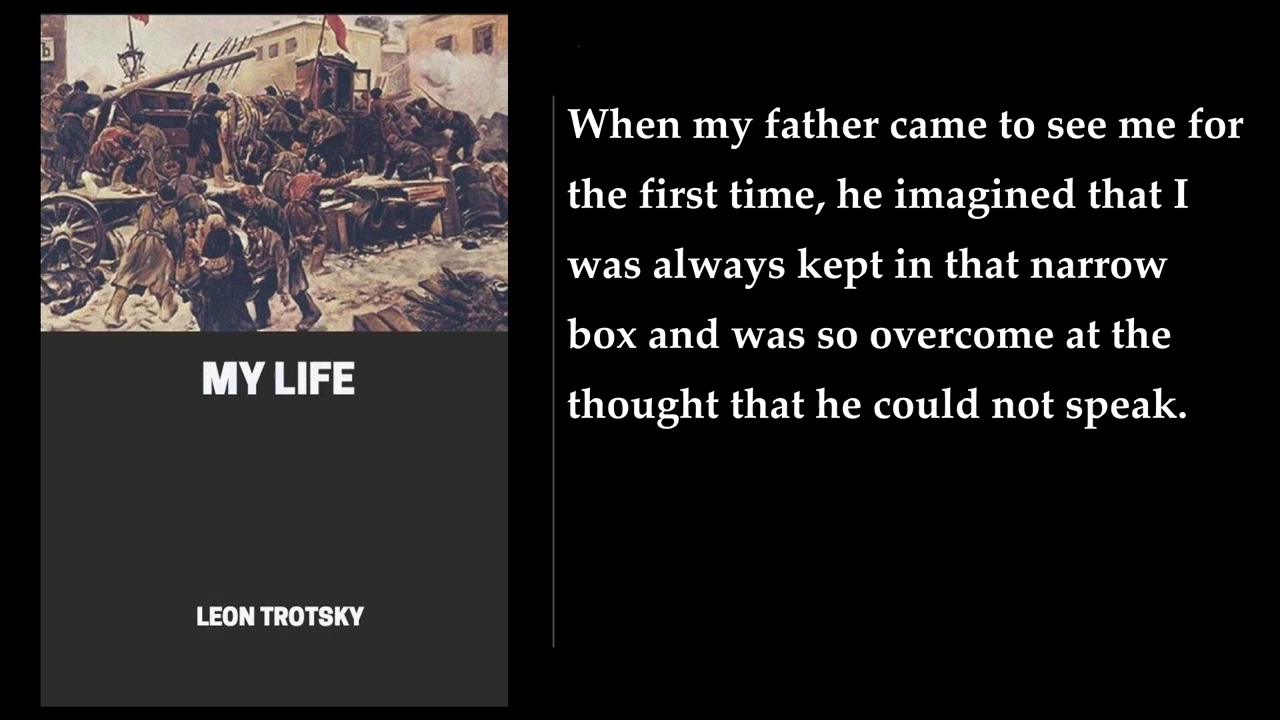 MY LIFE
LEON TROTSKY
When my father came to see me for
the first time, he imagined that I
was always kept in that narrow
box and was so overcome at the
thought that he could not speak.